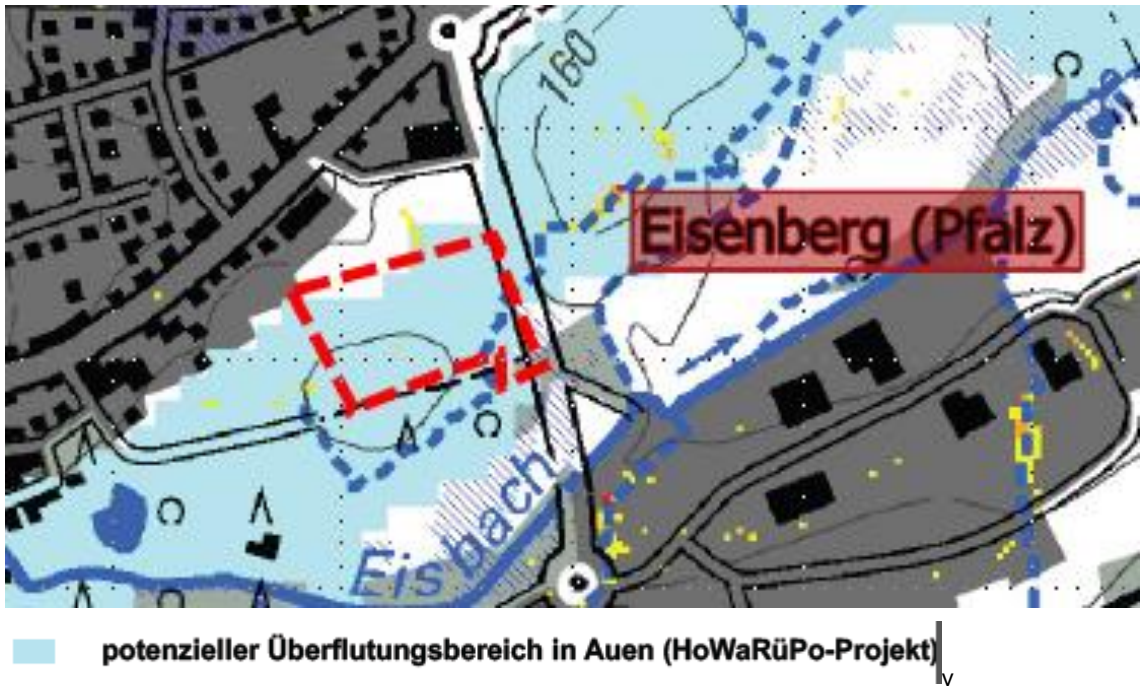 160
Eisenberg (Pfalz)
Eisbach
potenzieller Überflutungsbereich in Auen (HoWaRüPo-Projekt)
v